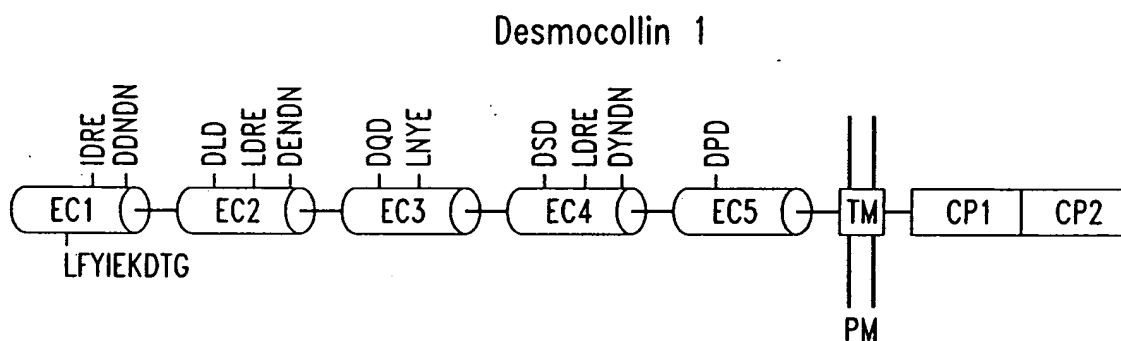 Desmocollin 1
IDRE
DDNDN
DLD
LDRE
DENDN
DQD
LNYE
DSD
LDRE
DYNDN
DPD
EC1
EC2
EC3
EC4
EC5
TM
CP1
CP2
LFYIEKDTG
PM